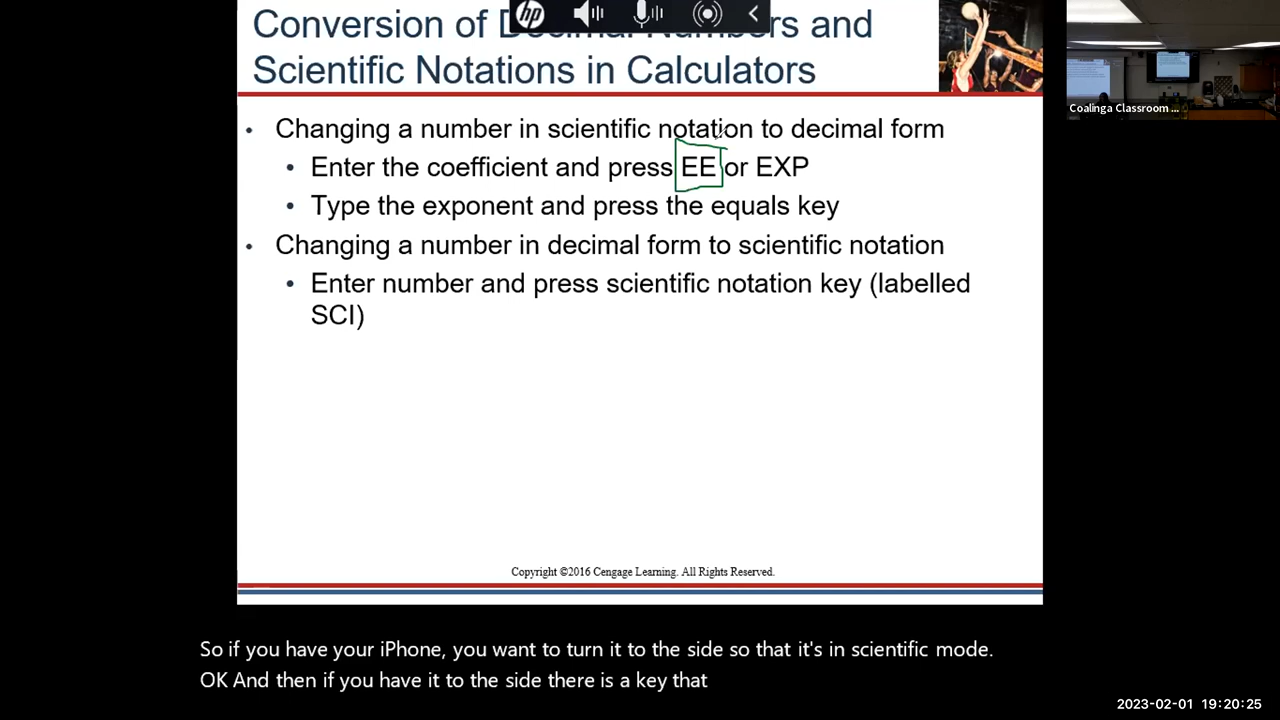 Conversion of Decimal Numbers and
Scientific Notations in Calculators
Coalinga Classroom ...
• Changing a number in scientific notation to decimal form
• Enter the coefficient and press EE or EXP
• Type the exponent and press the equals key
• Changing a number in decimal form to scientific notation
• Enter number and press scientific notation key (labelled
SCI)
Copyright ©2016 Cengage Learning. All Rights Reserved.
So if you have your iPhone, you want to turn it to the side so that it's in scientific mode.
OK And then if you have it to the side there is a key that
2023-02-01 19:20:25